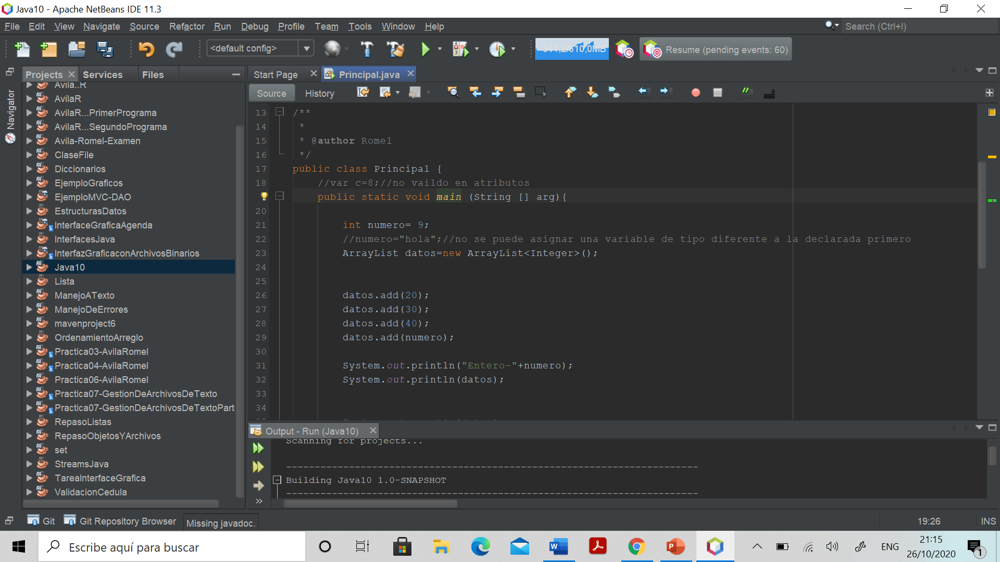 Java10 - Apache NetBeans IDE 11.3
File Edit View Navigate Source Refactor Run Debug Profile Team Tools Window Help
Search (Ctrl+I)
<default config>
Resume (pending events: 60)
Projects Services Files
Start Page Principal.java
Source History
Navigator
Avila..R
AvilaR
AvilaR...PrimerPrograma
AvilaR...SegundoPrograma
Avila-Romel-Examen
ClaseFile
Diccionarios
EjemploGraficos
EjemploMVC-DAO
EstructurasDatos
InterfaceGraficaAgenda
InterfacesJava
InterfazGraficaconArchivosBinarios
Java10
Lista
ManejoATexto
ManejoDeErrores
mavenproject6
OrdenamientoArreglo
Practica03-AvilaRomel
Practica04-AvilaRomel
Practica06-AvilaRomel
Practica07-GestionDeArchivosDeTexto
Practica07-GestionDeArchivosDeTextoPart
RepasoListas
RepasoObjetosYArchivos
set
StreamsJava
TareaInterfaceGrafica
ValidacionCedula
13 /**
14 *
15 * @author Romel
16 */
17 public class Principal {
18 //var c=8;//no vaildo en atributos
public static void main (String [] arg){
20
21 int numero= 9;
22 //numero="hola";//no se puede asignar una variable de tipo diferente a la declarada primero
23 ArrayList datos=new ArrayList<Integer>();
24
25
26 datos.add(20);
27 datos.add(30);
28 datos.add(40);
29 datos.add(numero);
30
31 System.out.println("Entero-"+numero);
32 System.out.println(datos);
33
34
Output - Run (Java10)
Scanning for projects...
------------------------------------------------------------------------
Building Java10 1.0-SNAPSHOT
------------------------------------------------------------------------
Git Git Repository Browser Missing javadoc.
19:26 INS
Escribe aquí para buscar
ENG
21:15
26/10/2020
1